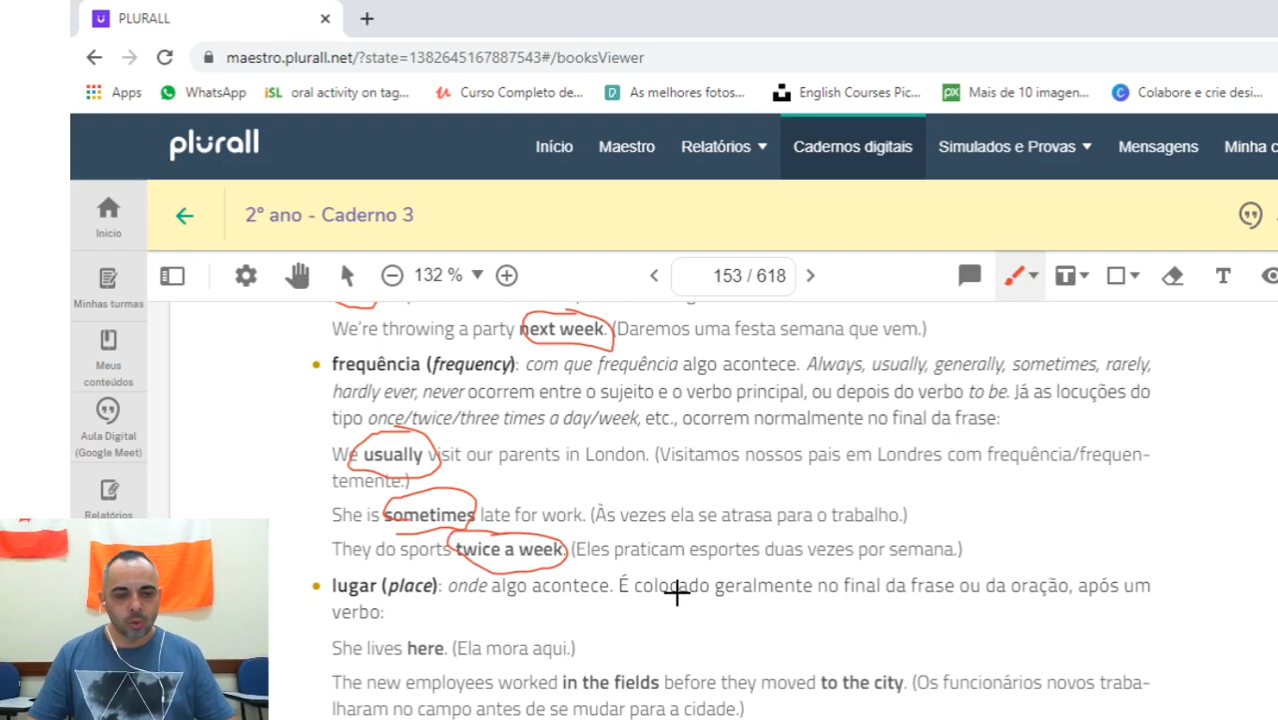 PLURALL
maestro.plurall.net/?state=1382645167887543#/booksViewer
Apps WhatsApp iSL oral activity on tag... Curso Completo de... As melhores fotos... English Courses Pic... Mais de 10 imagen... Colabore e crie desi...
plurall Início Maestro Relatórios Cadernos digitais Simulados e Provas Mensagens Minha c
Inicio
2º ano - Caderno 3
Minhas turmas
132 % 153 / 618 T T
Meus
conteúdos
Aula Digital
(Google Meet)
Relatórios
We're throwing a party next week. (Daremos uma festa semana que vem.)
• frequência (frequency): com que frequência algo acontece. Always, usually, generally, sometimes, rarely,
hardly ever, never ocorrem entre o sujeito e o verbo principal, ou depois do verbo to be. Já as locuções do
tipo once/twice/three times a day/week, etc., ocorrem normalmente no final da frase:
We usually visit our parents in London. (Visitamos nossos pais em Londres com frequência/frequen-
temente.)
She is sometimes late for work. (Às vezes ela se atrasa para o trabalho.)
They do sports twice a week. (Eles praticam esportes duas vezes por semana.)
• lugar (place): onde algo acontece. É colocado geralmente no final da frase ou da oração, após um
verbo:
She lives here. (Ela mora aqui.)
The new employees worked in the fields before they moved to the city. (Os funcionários novos traba-
lharam no campo antes de se mudar para a cidade.)